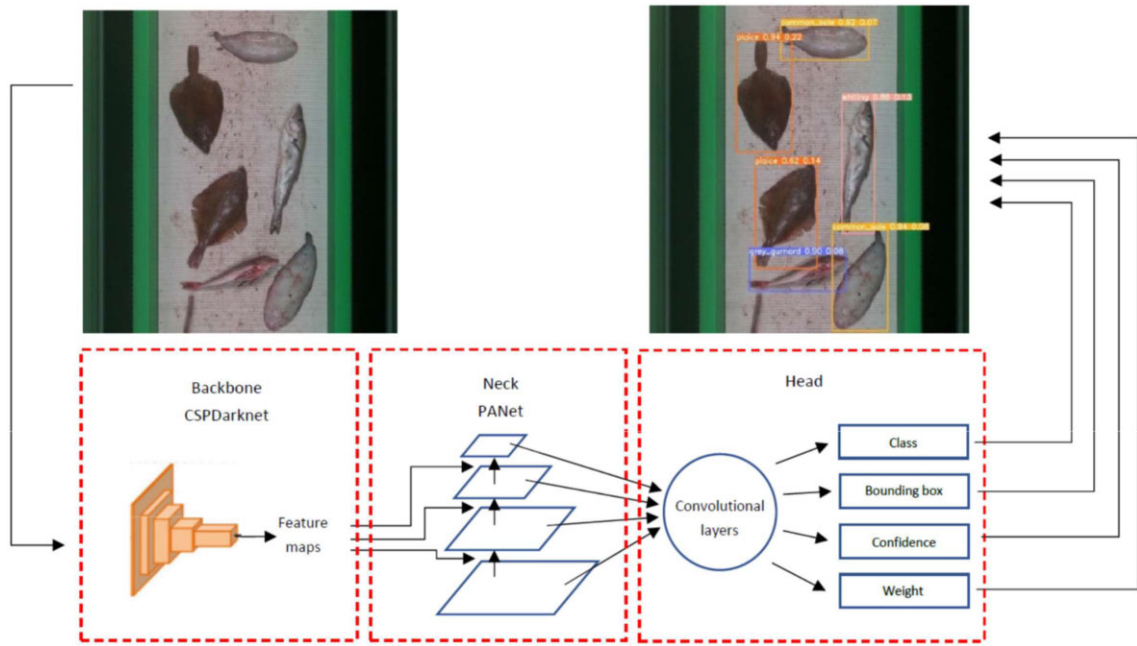 common_sole 0.92 0.07
plaice 0.94 0.22
whiting 0.86 0.13
plaice 0.62 0.14
common_sole 0.94 0.06
grey_gurnard 0.90 0.08
Backbone
CSPDarknet
Neck
PANet
Head
Feature
maps
Convolutional
layers
Class
Bounding box
Confidence
Weight